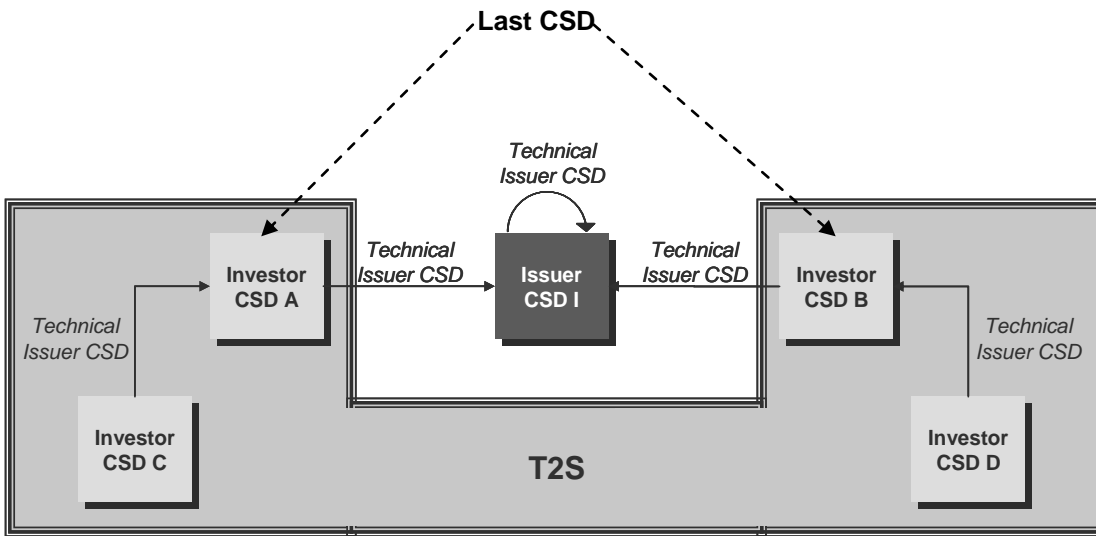 Last CSD
Technical
Issuer CSD
Technical
Issuer CSD
Technical
Issuer CSD
Investor
CSD A
Issuer
CSD I
Investor
CSD B
Technical
Issuer CSD
Technical
Issuer CSD
Investor
CSD C
T2S
Investor
CSD D